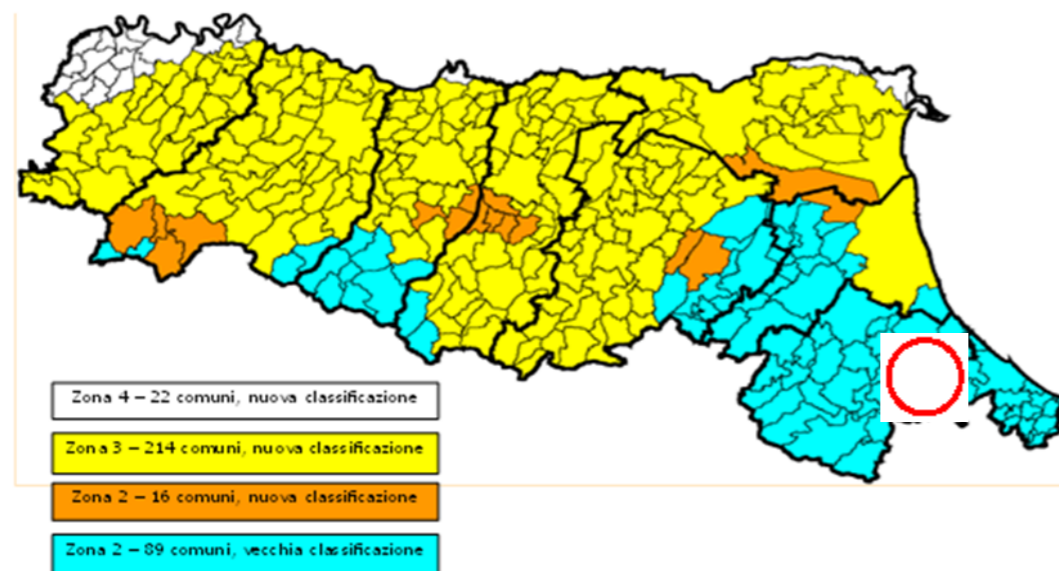 Zona 4 – 22 comuni, nuova classificazione
Zona 3 – 214 comuni, nuova classificazione
Zona 2 – 16 comuni, nuova classificazione
Zona 2 – 89 comuni, vecchia classificazione